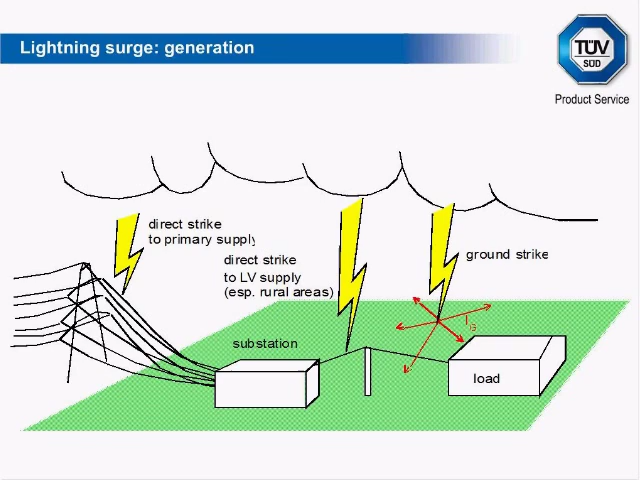 Lightning surge: generation
TÜV
SÜD
Product Service
direct strike
to primary supply
direct strike
to LV supply
(esp. rural areas)
ground strike
IG
substation
load